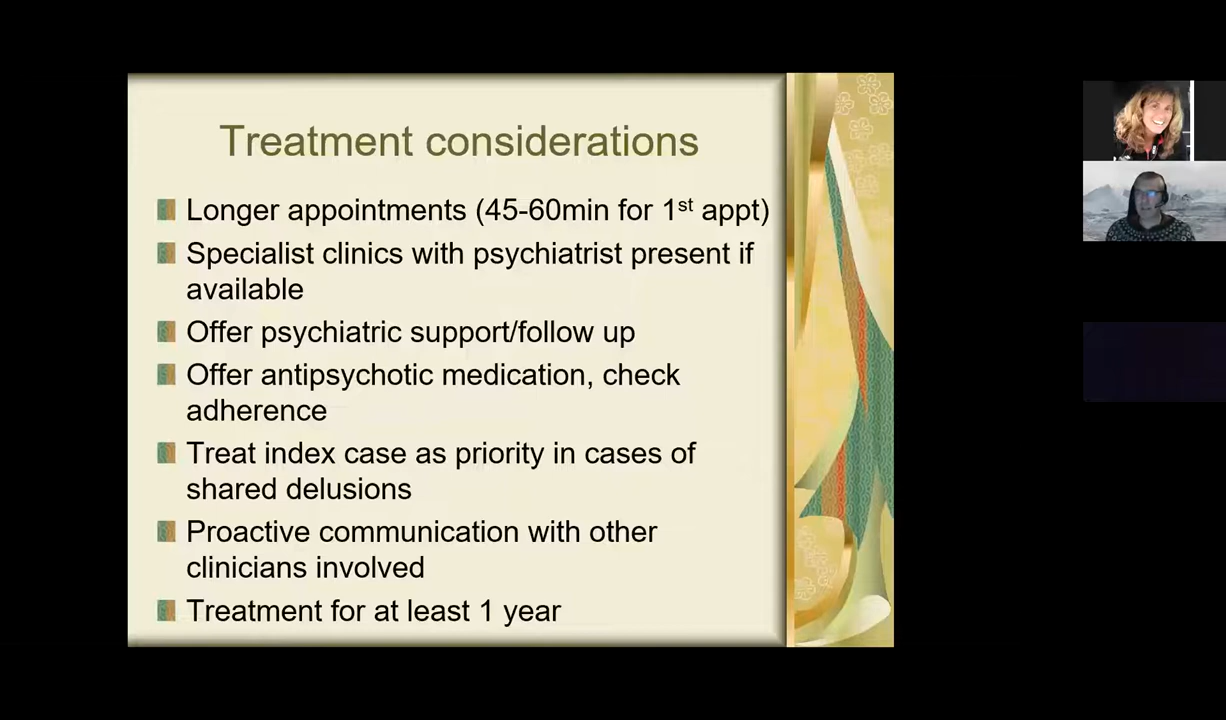 Treatment considerations
Longer appointments (45-60min for 1st appt)
Specialist clinics with psychiatrist present if
available
Offer psychiatric support/follow up
Offer antipsychotic medication, check
adherence
Treat index case as priority in cases of
shared delusions
Proactive communication with other
clinicians involved
Treatment for at least 1 year